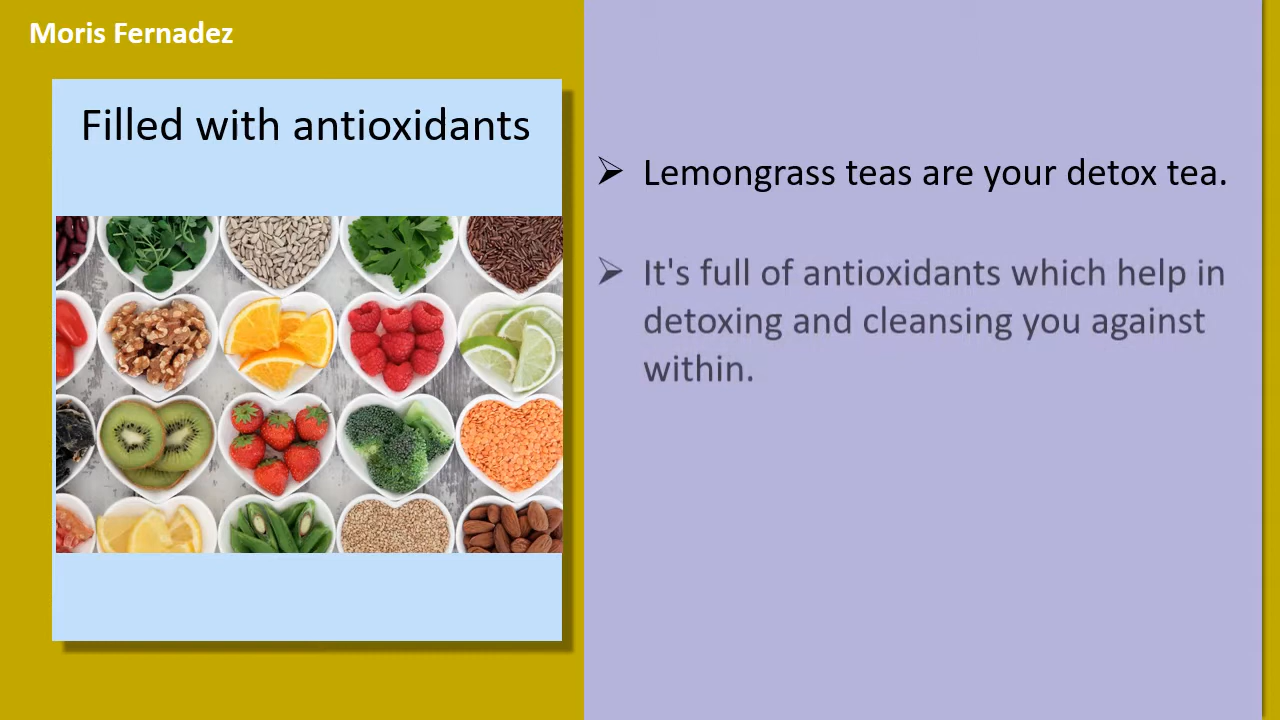 Moris Fernadez
Filled with antioxidants
➢ Lemongrass teas are your detox tea.
➢ It's full of antioxidants which help in
detoxing and cleansing you against
within.